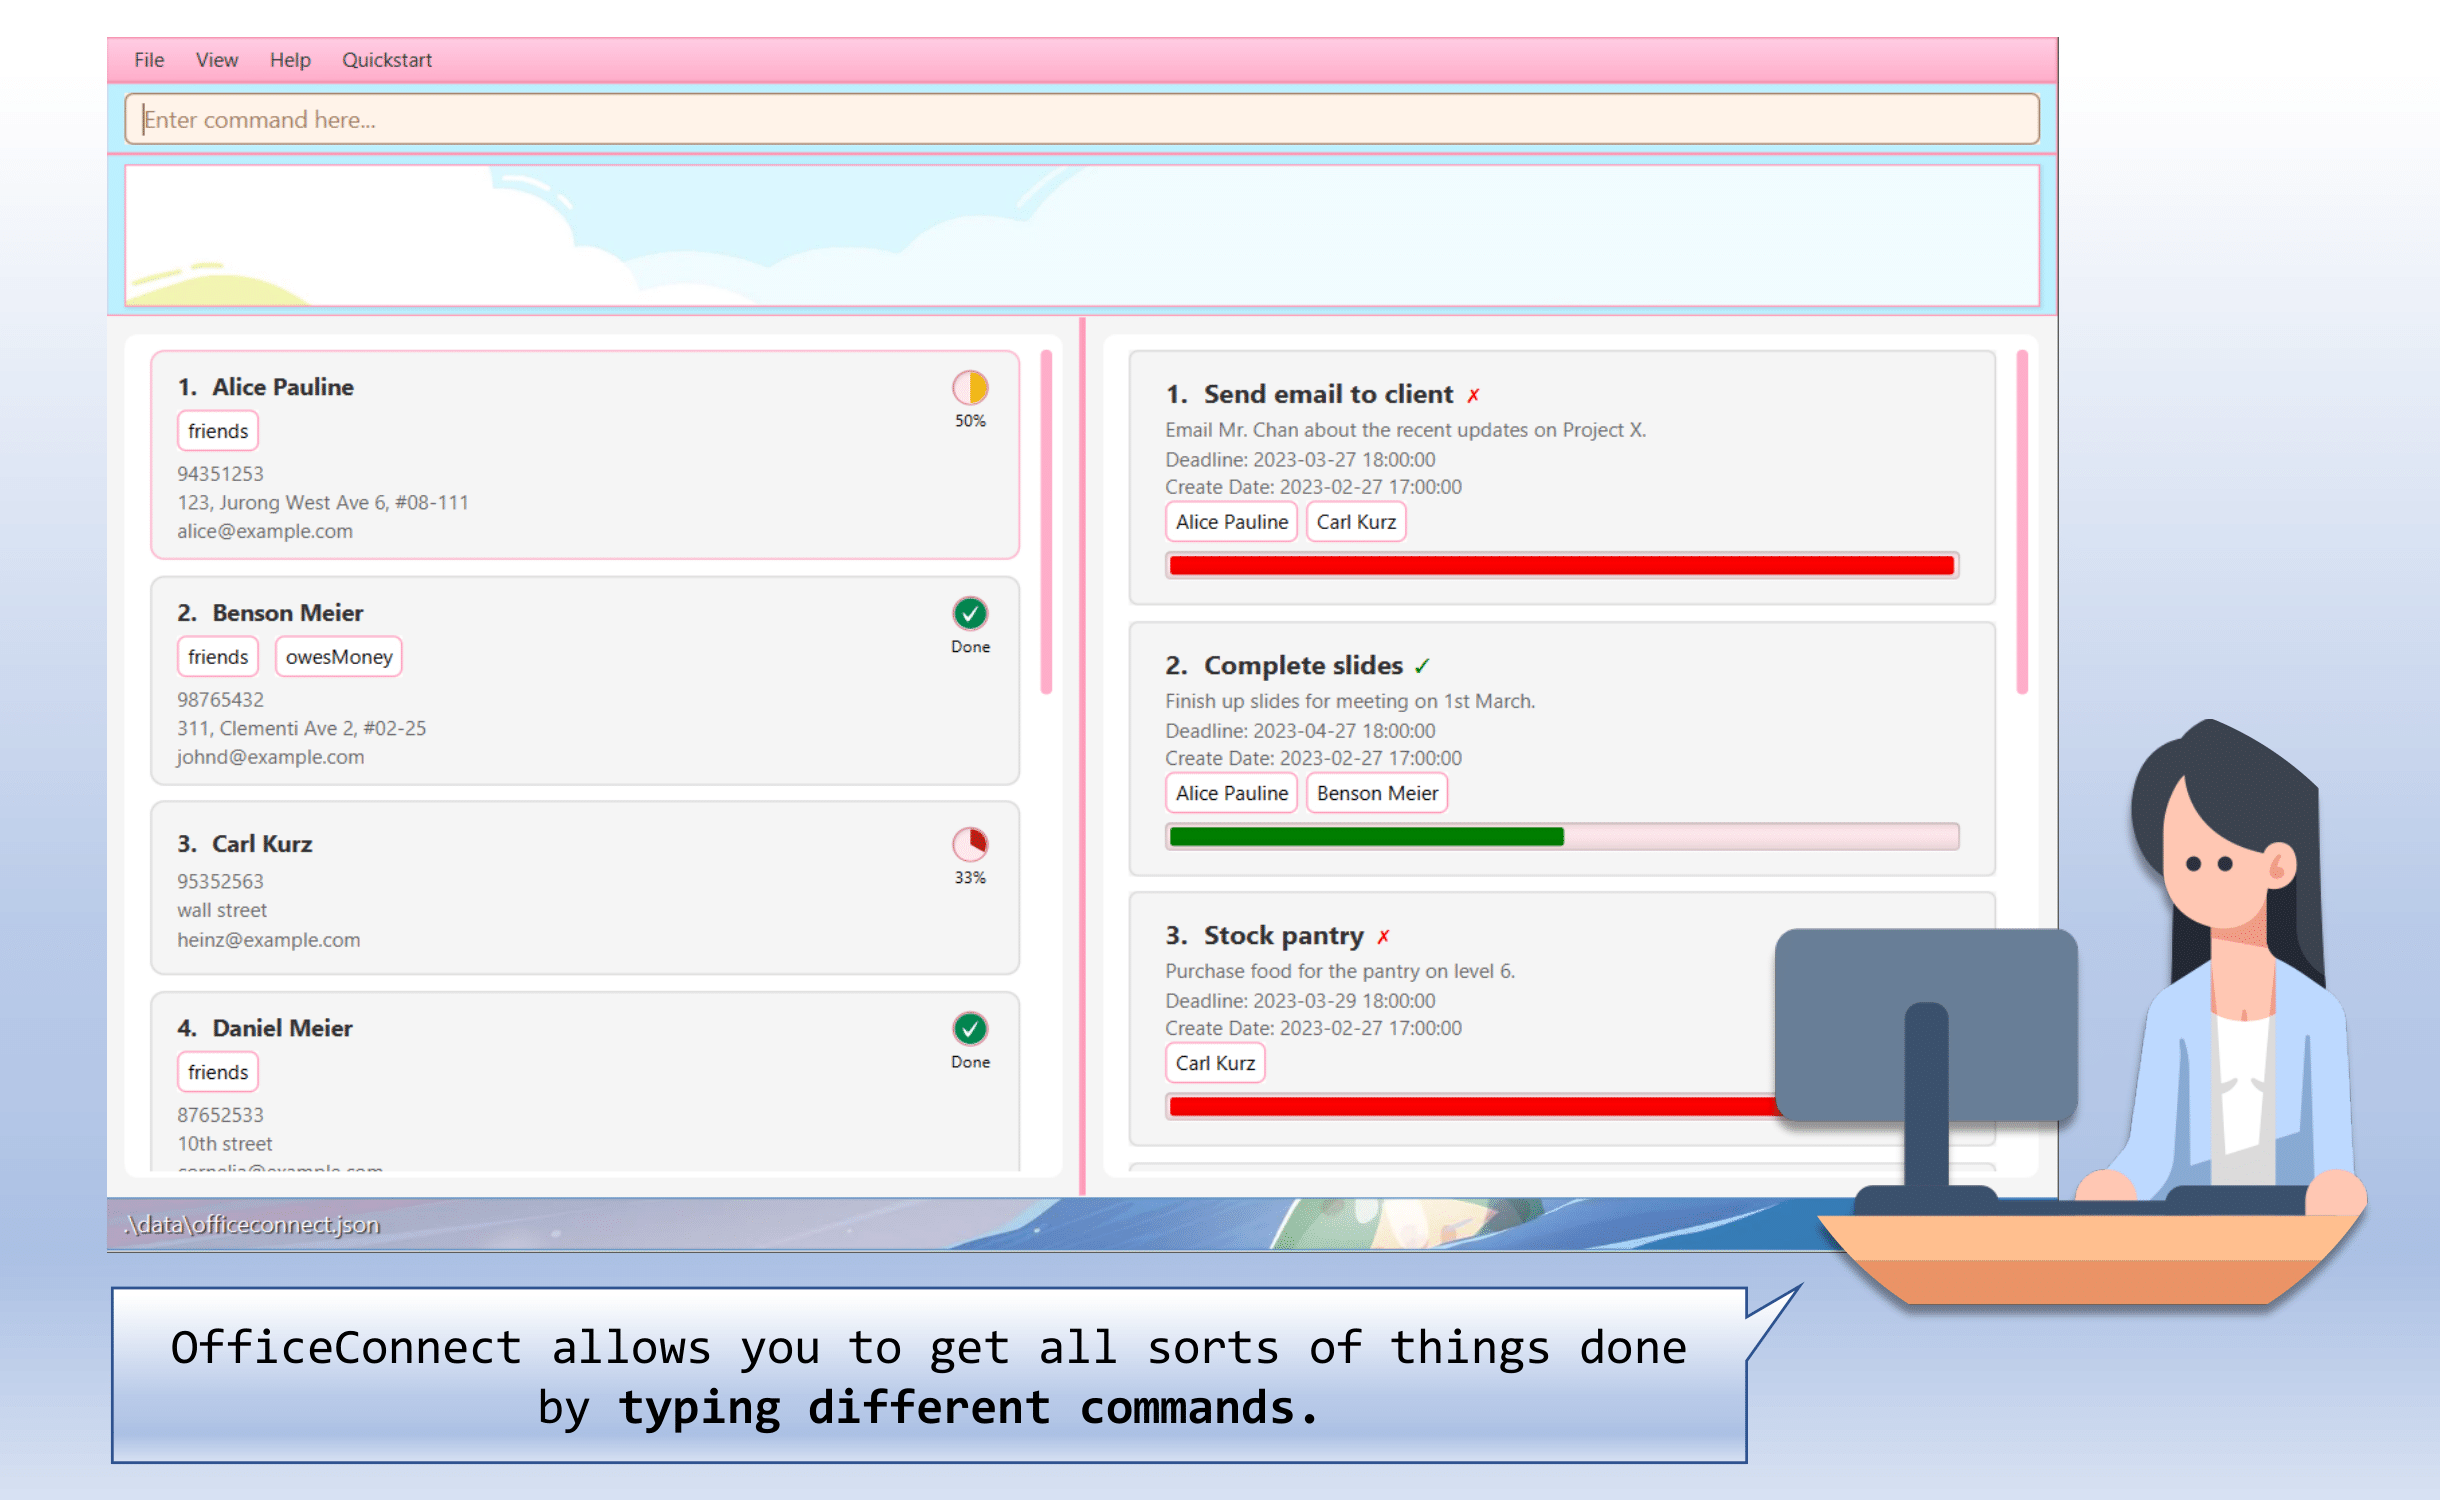 File View Help Quickstart
Enter command here...
1. Alice Pauline
50%
friends
94351253
123, Jurong West Ave 6, #08-111
alice@example.com
2. Benson Meier
Done
friends owesMoney
98765432
311, Clementi Ave 2, #02-25
johnd@example.com
3. Carl Kurz
33%
95352563
wall street
heinz@example.com
4. Daniel Meier
Done
friends
87652533
10th street
cornelia@example.com
1. Send email to client ✗
Email Mr. Chan about the recent updates on Project X.
Deadline: 2023-03-27 18:00:00
Create Date: 2023-02-27 17:00:00
Alice Pauline Carl Kurz
2. Complete slides ✓
Finish up slides for meeting on 1st March.
Deadline: 2023-04-27 18:00:00
Create Date: 2023-02-27 17:00:00
Alice Pauline Benson Meier
3. Stock pantry ✗
Purchase food for the pantry on level 6.
Deadline: 2023-03-29 18:00:00
Create Date: 2023-02-27 17:00:00
Carl Kurz
.\data\officeconnect.json
OfficeConnect allows you to get all sorts of things done
by typing different commands.